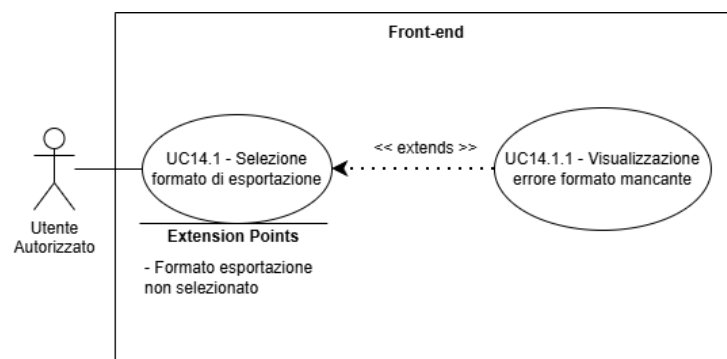 Front-end
UC14.1 - Selezione
formato di esportazione
<< extends >>
UC14.1.1 - Visualizzazione
errore formato mancante
Utente
Autorizzato
Extension Points
- Formato esportazione
non selezionato